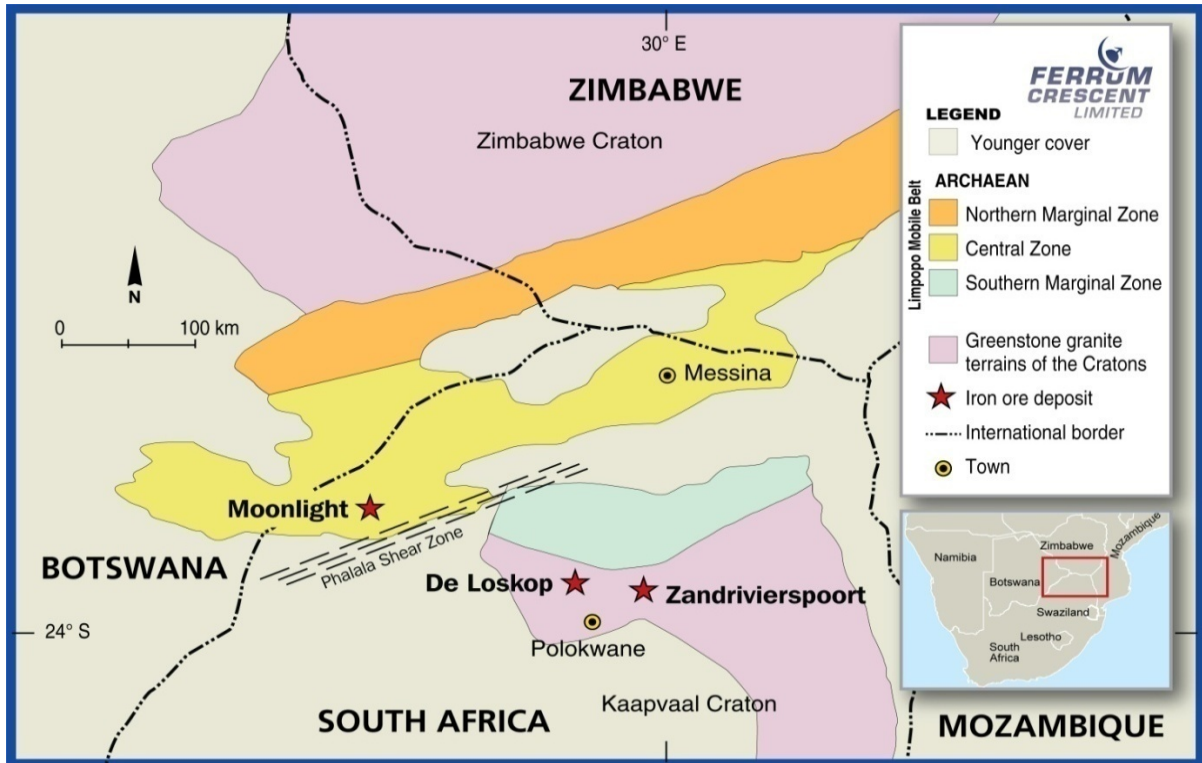 30° E
ZIMBABWE
Zimbabwe Craton
N
0
100 km
Messina
Moonlight
Phalala Shear Zone
BOTSWANA
De Loskop
Zandrivierspoort
24° S
Polokwane
Kaapvaal Craton
SOUTH AFRICA
MOZAMBIQUE
FERRUM
CRESCENT
LIMITED
LEGEND
Younger cover
ARCHAEAN
Limpopo Mobile Belt
Northern Marginal Zone
Central Zone
Southern Marginal Zone
Greenstone granite
terrains of the Cratons
Iron ore deposit
International border
Town
Zimbabwe
Mozambique
Namibia
Botswana
Swaziland
Lesotho
South
Africa